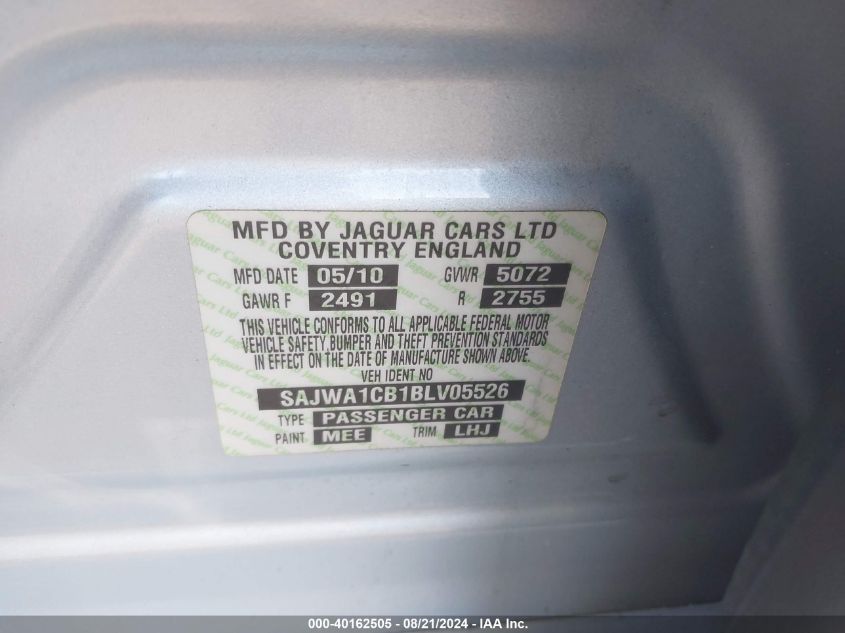 MFD BY JAGUAR CARS LTD
COVENTRY ENGLAND
MFD DATE 05/10 GVWR 5072
GAWR F 2491 R 2755
THIS VEHICLE CONFORMS TO ALL APPLICABLE FEDERAL MOTOR
VEHICLE SAFETY, BUMPER AND THEFT PREVENTION STANDARDS
IN EFFECT ON THE DATE OF MANUFACTURE SHOWN ABOVE
VEH IDENT NO
SAJWA1CB1BLV05526
TYPE PASSENGER CAR
PAINT MEE TRIM LHJ
000-40162505 - 08/21/2024 - IAA Inc.